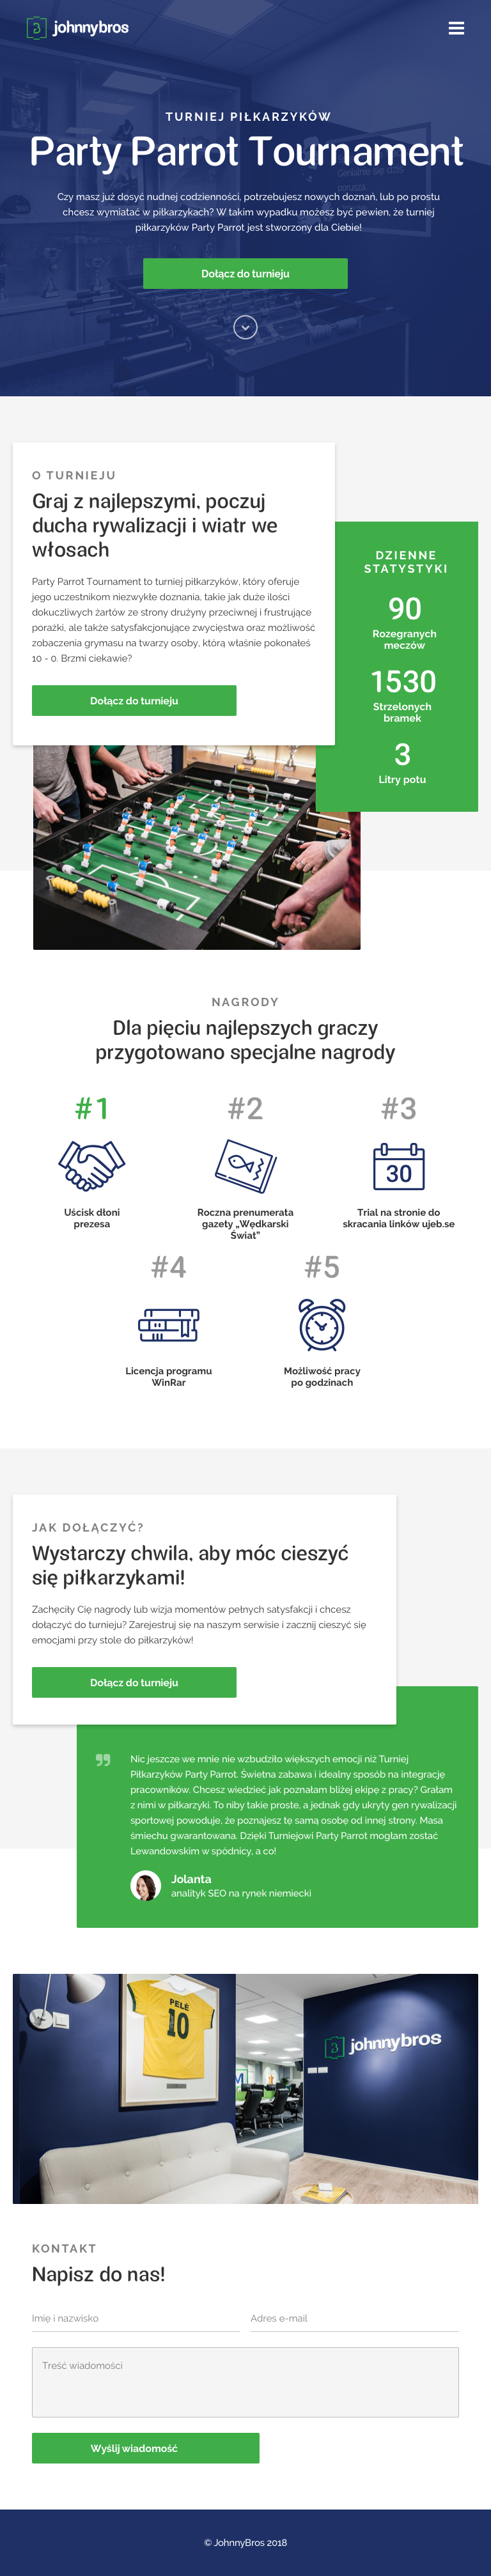 johnnybros
TURNIEJ PIŁKARZYKÓW
Party Parrot Tournament
Genialnie się dziś
porusza
Czy masz już dosyć nudnej codzienności, potrzebujesz nowych doznań, lub po prostu
chcesz wymiatać w piłkarzykach? W takim wypadku możesz być pewien, że turniej
piłkarzyków Party Parrot jest stworzony dla Ciebie!
Dołącz do turnieju
O TURNIEJU
Graj z najlepszymi, poczuj
ducha rywalizacji i wiatr we
włosach
Party Parrot Tournament to turniej piłkarzyków, który oferuje
jego uczestnikom niezwykłe doznania, takie jak duże ilości
dokuczliwych żartów ze strony drużyny przeciwnej i frustrujące
porażki, ale także satysfakcjonujące zwycięstwa oraz możliwość
zobaczenia grymasu na twarzy osoby, którą właśnie pokonałeś
10 - 0. Brzmi ciekawie?
Dołącz do turnieju
DZIENNE
STATYSTYKI
90
Rozegranych
meczów
1530
Strzelonych
bramek
3
Litry potu
NAGRODY
Dla pięciu najlepszych graczy
przygotowano specjalne nagrody
#1
Uścisk dłoni
prezesa
#2
Roczna prenumerata
gazety „Wędkarski
Świat”
#3
30
Trial na stronie do
skracania linków ujeb.se
#4
Licencja programu
WinRar
#5
Możliwość pracy
po godzinach
JAK DOŁĄCZYĆ?
Wystarczy chwila, aby móc cieszyć
się piłkarzykami!
Zachęciły Cię nagrody lub wizja momentów pełnych satysfakcji i chcesz
dołączyć do turnieju? Zarejestruj się na naszym serwisie i zacznij cieszyć się
emocjami przy stole do piłkarzyków!
Dołącz do turnieju
Nic jeszcze we mnie nie wzbudziło większych emocji niż Turniej
Piłkarzyków Party Parrot. Świetna zabawa i idealny sposób na integrację
pracowników. Chcesz wiedzieć jak poznałam bliżej ekipę z pracy? Grałam
z nimi w piłkarzyki. To niby takie proste, a jednak gdy ukryty gen rywalizacji
sportowej powoduje, że poznajesz tę samą osobę od innej strony. Masa
śmiechu gwarantowana. Dzięki Turniejowi Party Parrot mogłam zostać
Lewandowskim w spódnicy, a co!
Jolanta
analityk SEO na rynek niemiecki
PELÉ
10
johnnybros
KONTAKT
Napisz do nas!
Imię i nazwisko
Adres e-mail
Treść wiadomości
Wyślij wiadomość
© JohnnyBros 2018